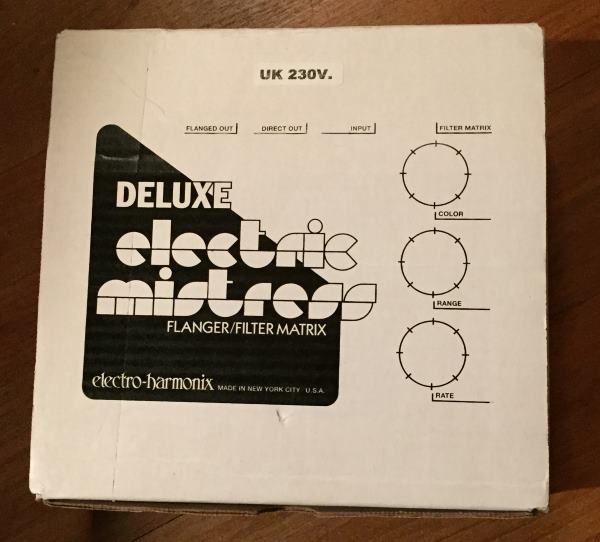 UK 230V.
FLANGED OUT
DIRECT OUT
INPUT
FILTER MATRIX
DELUXE
electric
mistress
FLANGER/FILTER MATRIX
electro-harmonix MADE IN NEW YORK CITY U.S.A.
COLOR
RANGE
RATE